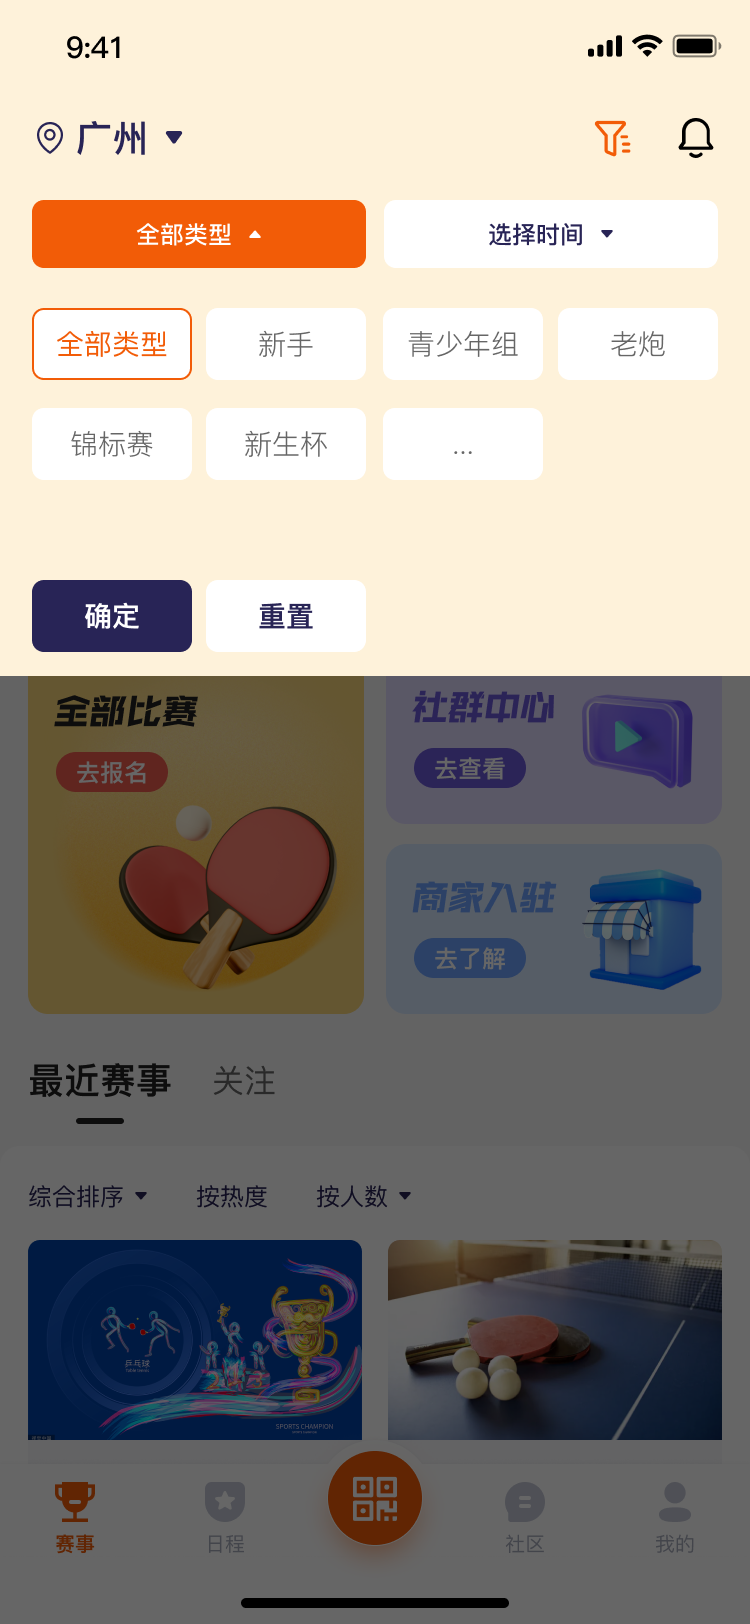 9:41
广州
全部类型
选择时间
全部类型
新手
青少年组
老炮
锦标赛
新生杯
...
确定
重置
全部比赛
去报名
社群中心
去查看
商家入驻
去了解
最近赛事
关注
综合排序
按热度
按人数
乒乓球
SPORTS CHAMPION
赛事
日程
社区
我的